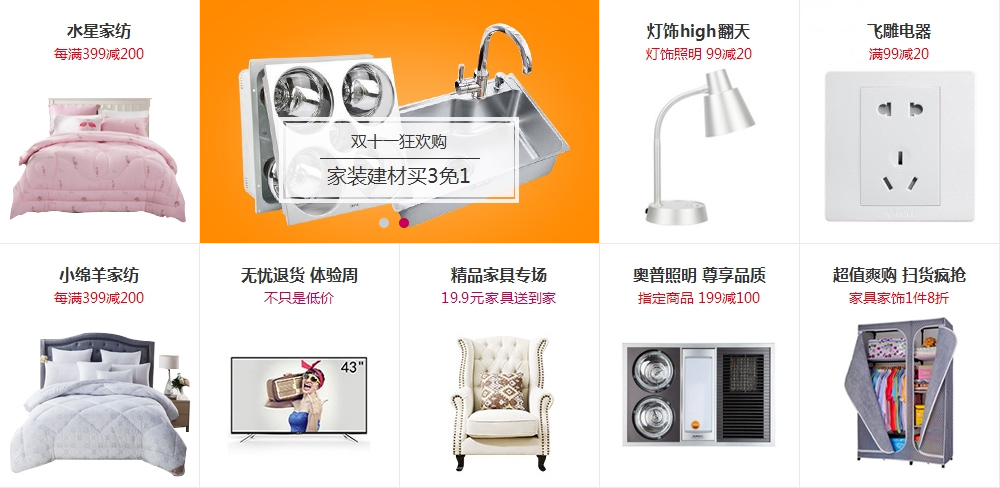 水星家纺
每满399减200
双十一狂欢购
家装建材买3免1
灯饰high翻天
灯饰照明 99减20
飞雕电器
满99减20
小绵羊家纺
每满399减200
无忧退货 体验周
不只是低价
43"
精品家具专场
19.9元家具送到家
奥普照明 尊享品质
指定商品 199减100
超值爽购 扫货疯抢
家具家饰1件8折